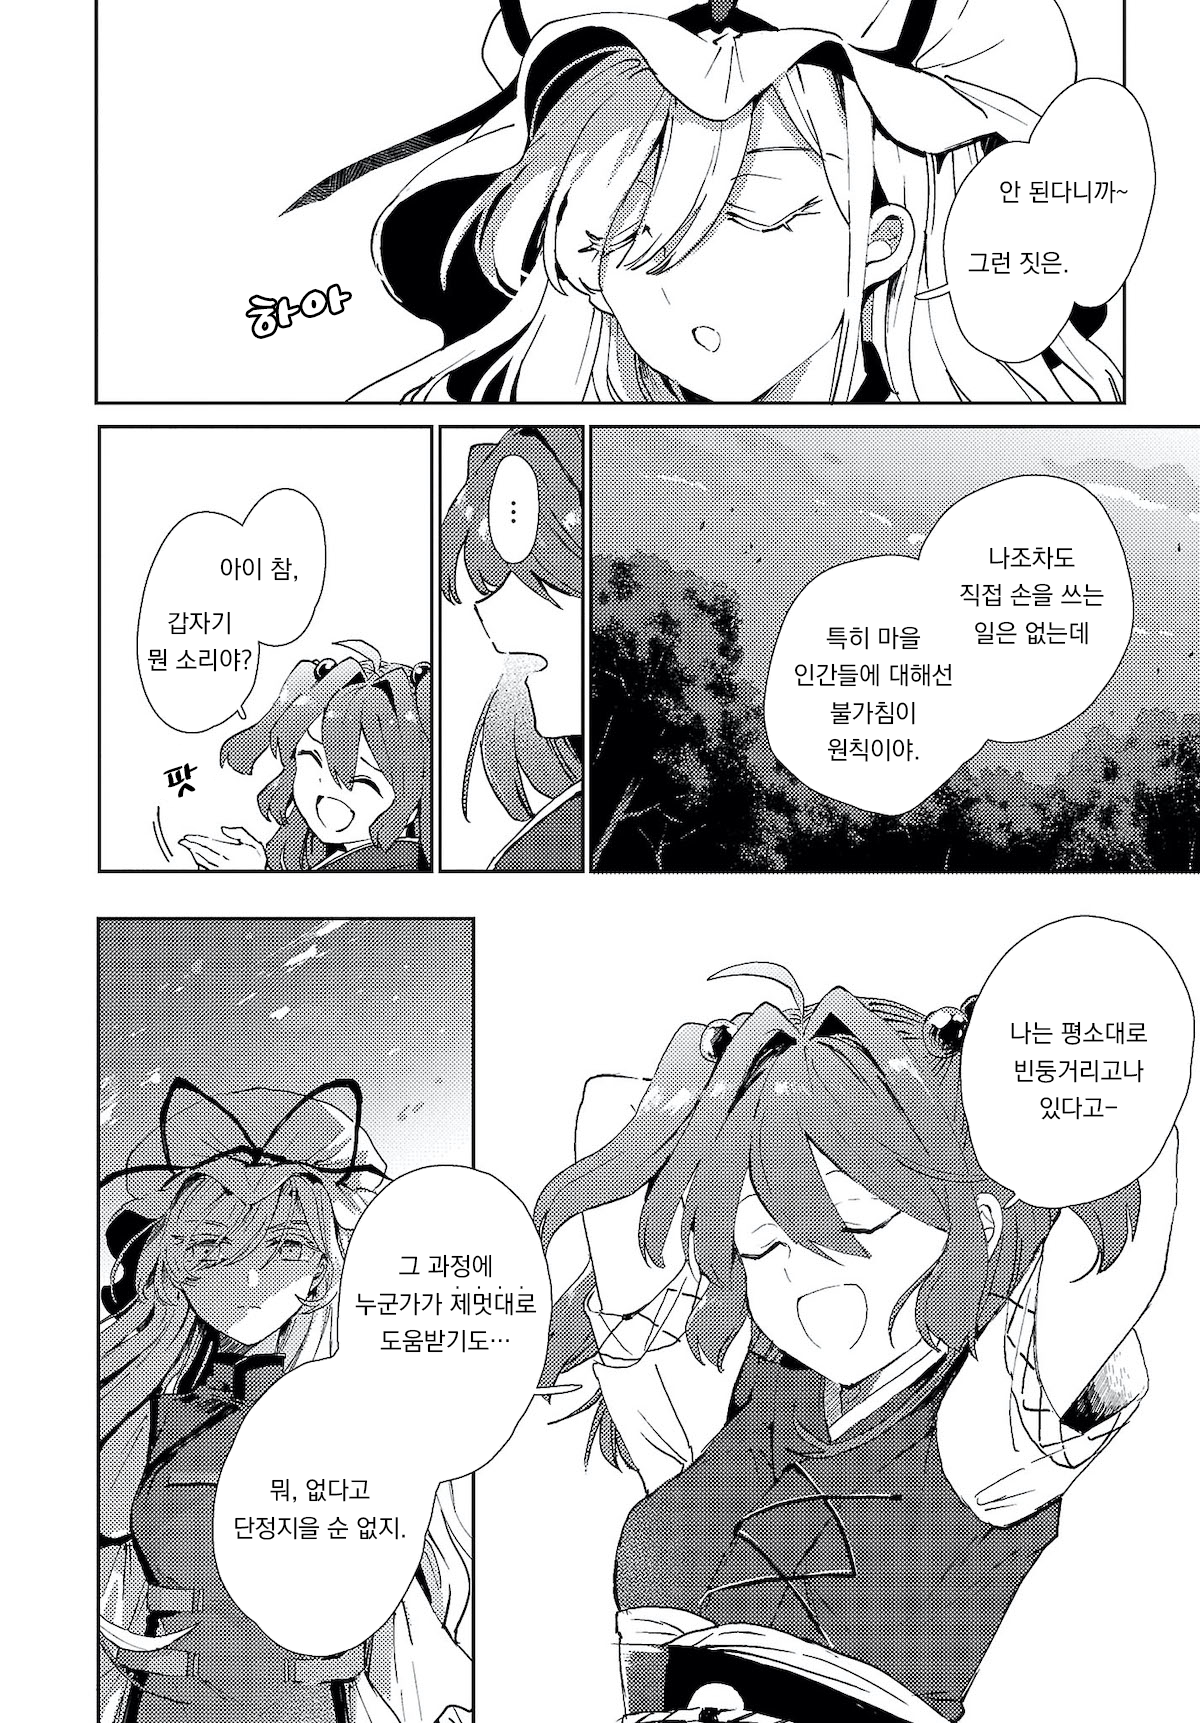 안 된다니까~
그런 짓은.
하아
나조차도
직접 손을 쓰는
일은 없는데
특히 마을
인간들에 대해선
불가침이
원칙이야.
…
아이 참,
갑자기
뭔 소리야?
팟
나는 평소대로
빈둥거리고나
있다고-
그 과정에
누군가가 제멋대로
도움받기도…
뭐, 없다고
단정지을 순 없지.